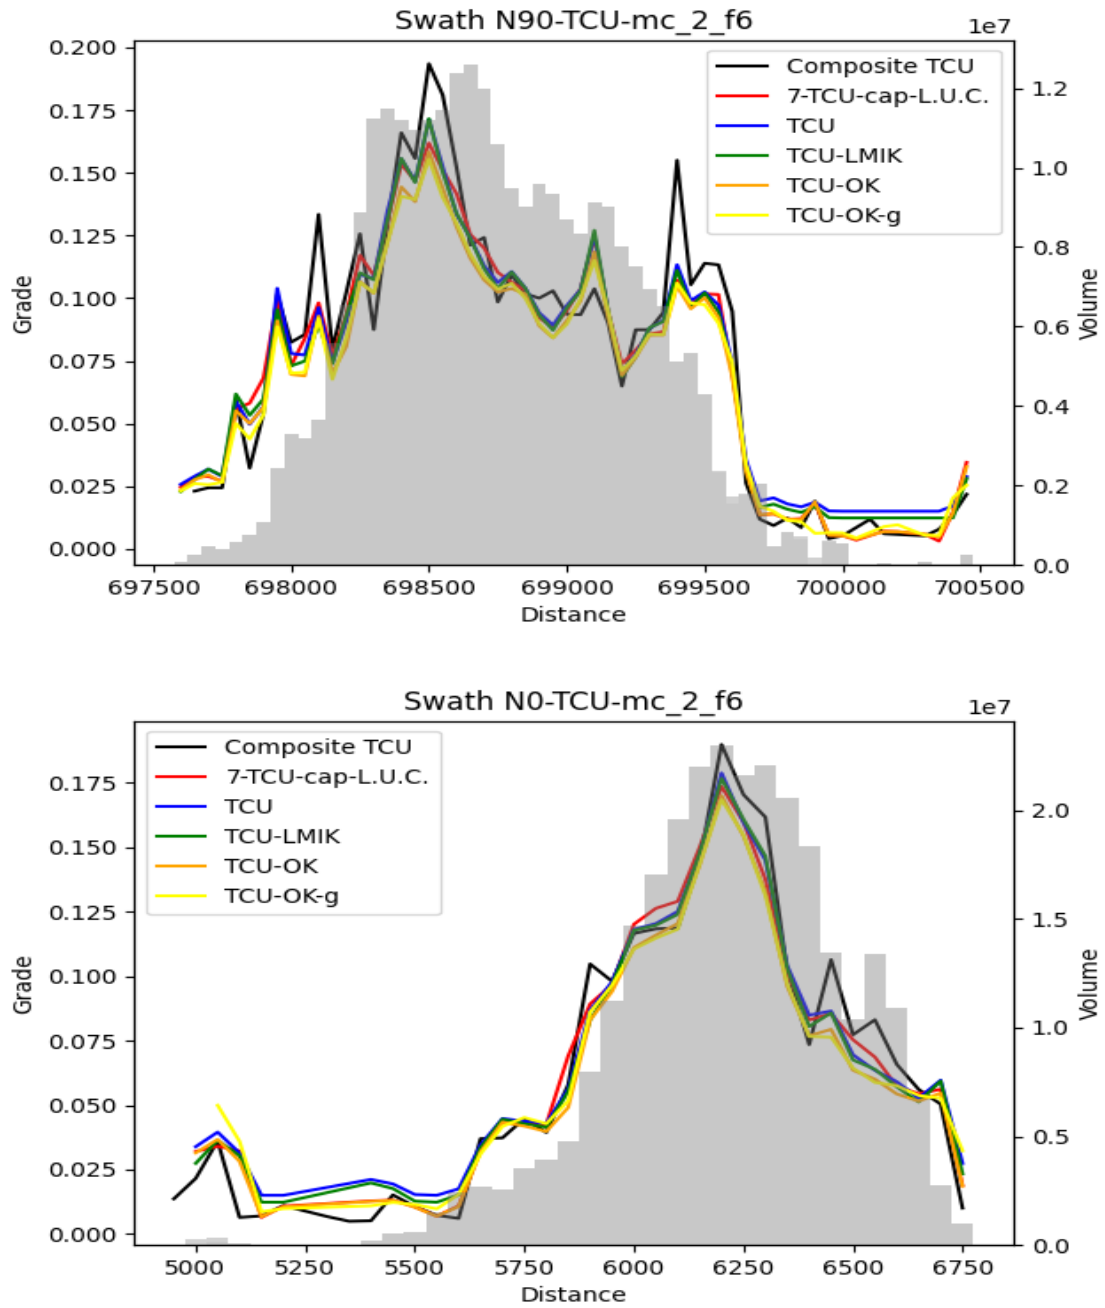 Swath N90-TCU-mc_2_f6
1e7
0.200
0.175
0.150
0.125
0.100
0.075
0.050
0.025
0.000
Grade
Composite TCU
7-TCU-cap-L.U.C.
TCU
TCU-LMIK
TCU-OK
TCU-OK-g
1.2
1.0
0.8
0.6
0.4
0.2
0.0
Volume
697500 698000 698500 699000 699500 700000 700500
Distance
Swath N0-TCU-mc_2_f6
1e7
0.175
0.150
0.125
0.100
0.075
0.050
0.025
0.000
Grade
Composite TCU
7-TCU-cap-L.U.C.
TCU
TCU-LMIK
TCU-OK
TCU-OK-g
2.0
1.5
1.0
0.5
0.0
Volume
5000 5250 5500 5750 6000 6250 6500 6750
Distance